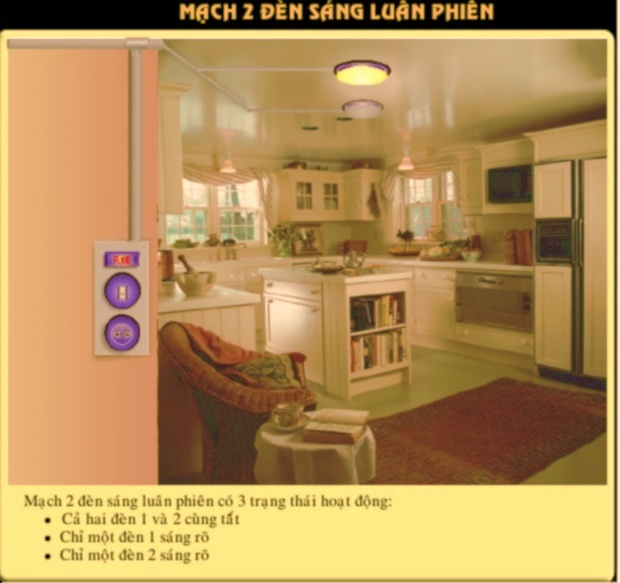 MẠCH 2 ĐÈN SÁNG LUÂN PHIÊN
FUSE
Mạch 2 đèn sáng luân phiên có 3 trạng thái hoạt động:
• Cả hai đèn 1 và 2 cùng tắt
• Chỉ một đèn 1 sáng rõ
• Chỉ một đèn 2 sáng rõ